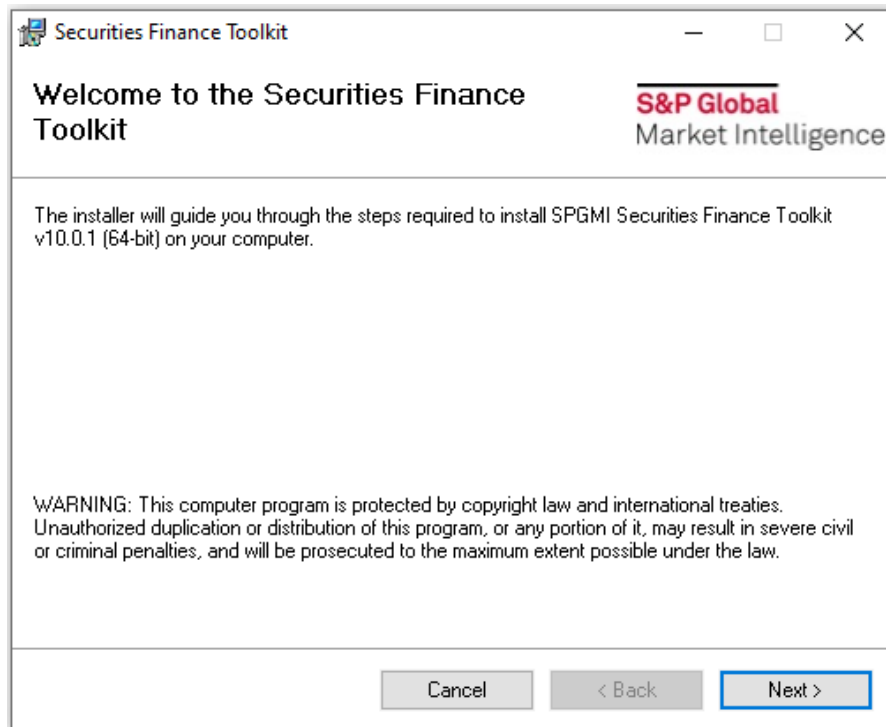 Securities Finance Toolkit
Welcome to the Securities Finance
Toolkit
S&P Global
Market Intelligence
The installer will guide you through the steps required to install SPGMI Securities Finance Toolkit
v10.0.1 (64-bit) on your computer.
WARNING: This computer program is protected by copyright law and international treaties.
Unauthorized duplication or distribution of this program, or any portion of it, may result in severe civil
or criminal penalties, and will be prosecuted to the maximum extent possible under the law.
Cancel
< Back
Next >